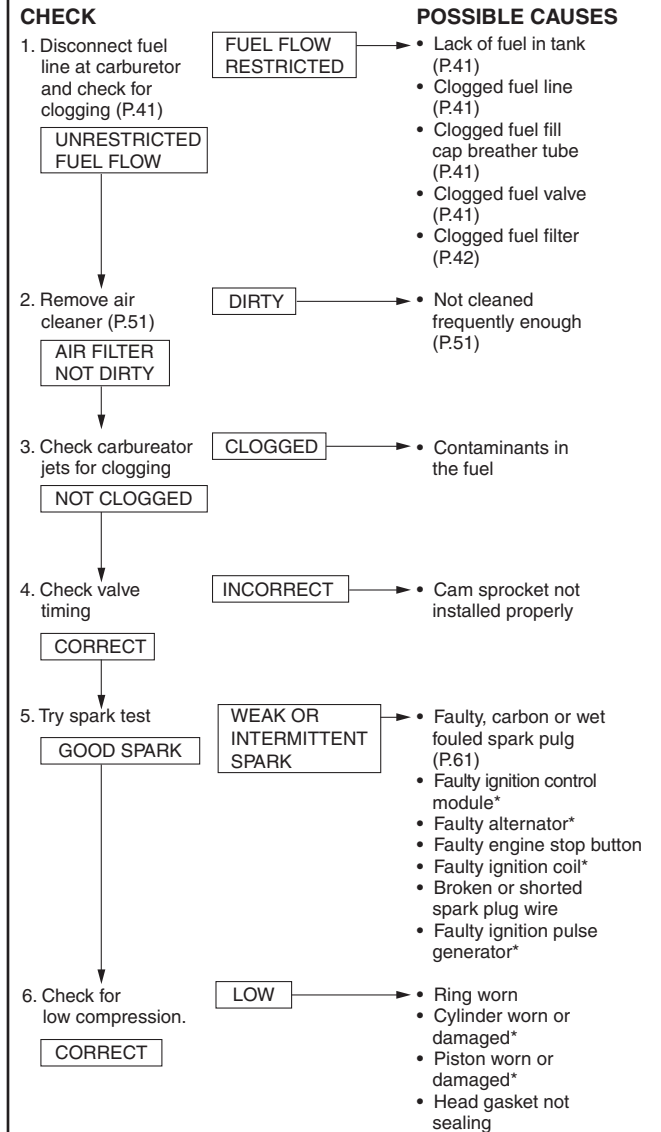 CHECK
POSSIBLE CAUSES
1. Disconnect fuel
line at carburetor
and check for
clogging (P.41)
FUEL FLOW
RESTRICTED
• Lack of fuel in tank
(P.41)
• Clogged fuel line
(P.41)
• Clogged fuel fill
cap breather tube
(P.41)
• Clogged fuel valve
(P.41)
• Clogged fuel filter
(P.42)
UNRESTRICTED
FUEL FLOW
2. Remove air
cleaner (P.51)
DIRTY
• Not cleaned
frequently enough
(P.51)
AIR FILTER
NOT DIRTY
3. Check carbureator
jets for clogging
CLOGGED
• Contaminants in
the fuel
NOT CLOGGED
4. Check valve
timing
INCORRECT
• Cam sprocket not
installed properly
CORRECT
5. Try spark test
WEAK OR
INTERMITTENT
SPARK
• Faulty, carbon or wet
fouled spark pulg
(P.61)
• Faulty ignition control
module*
• Faulty alternator*
• Faulty engine stop button
• Faulty ignition coil*
• Broken or shorted
spark plug wire
• Faulty ignition pulse
generator*
GOOD SPARK
6. Check for
low compression.
LOW
• Ring worn
• Cylinder worn or
damaged*
• Piston worn or
damaged*
• Head gasket not
sealing
CORRECT